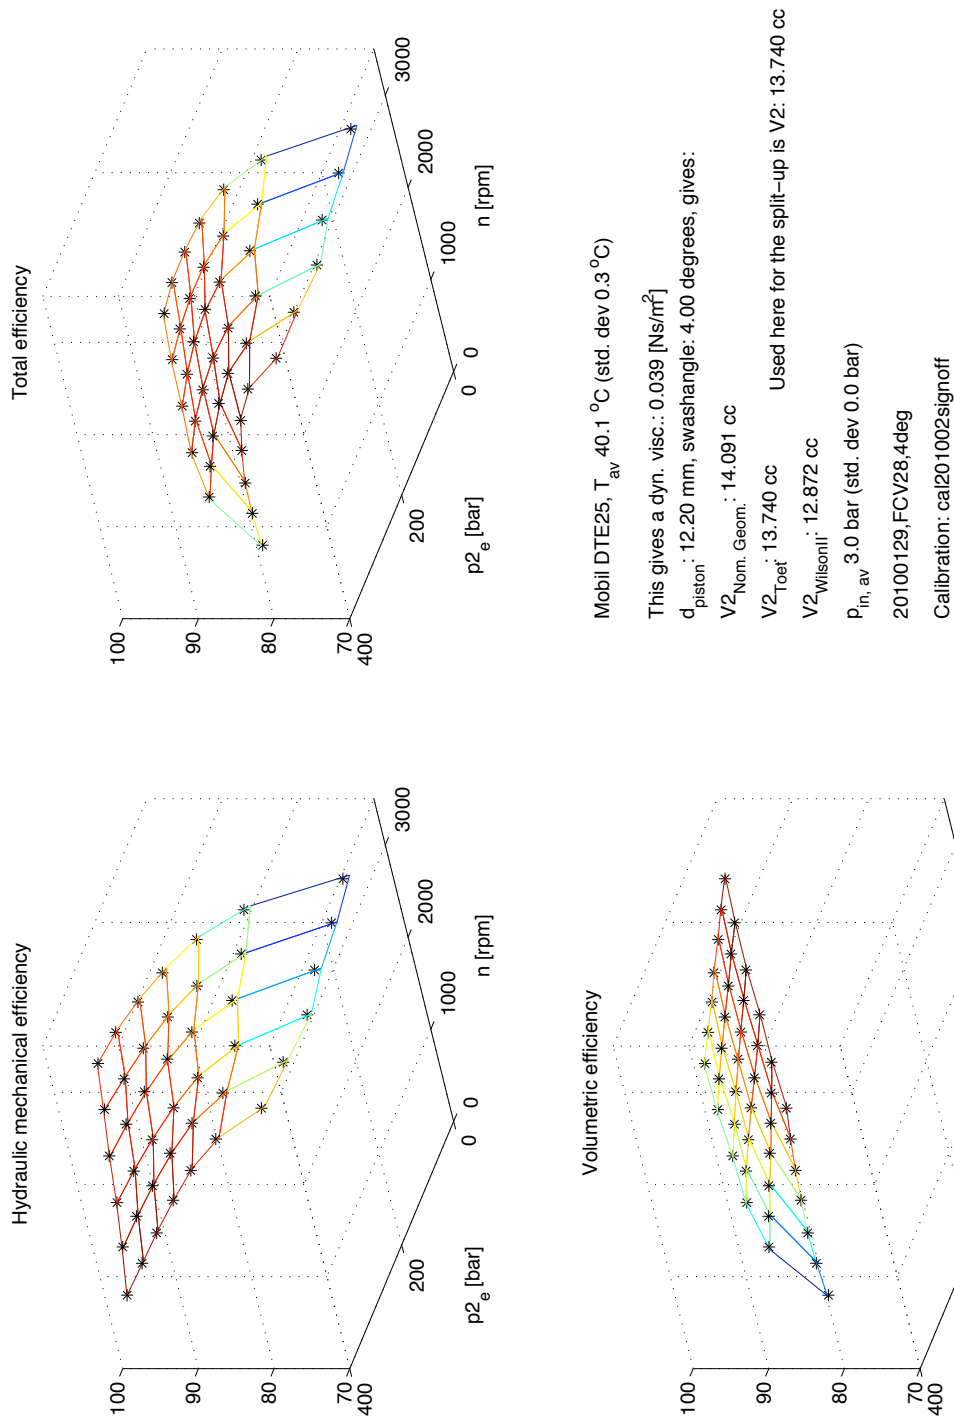 Hydraulic mechanical efficiency
100
90
80
70
400
200
0
p2e [bar]
0
1000
2000
3000
n [rpm]
Total efficiency
100
90
80
70
400
200
0
p2e [bar]
0
1000
2000
3000
n [rpm]
Volumetric efficiency
100
90
80
70
400
Mobil DTE25, Tav 40.1 °C (std. dev 0.3 °C)
This gives a dyn. visc.: 0.039 [Ns/m²]
dpiston: 12.20 mm, swashangle: 4.00 degrees, gives:
V2Nom. Geom.: 14.091 cc
V2Toet: 13.740 cc Used here for the split−up is V2: 13.740 cc
V2WilsonII: 12.872 cc
pin, av 3.0 bar (std. dev 0.0 bar)
20100129,FCV28,4deg
Calibration: cal201002signoff